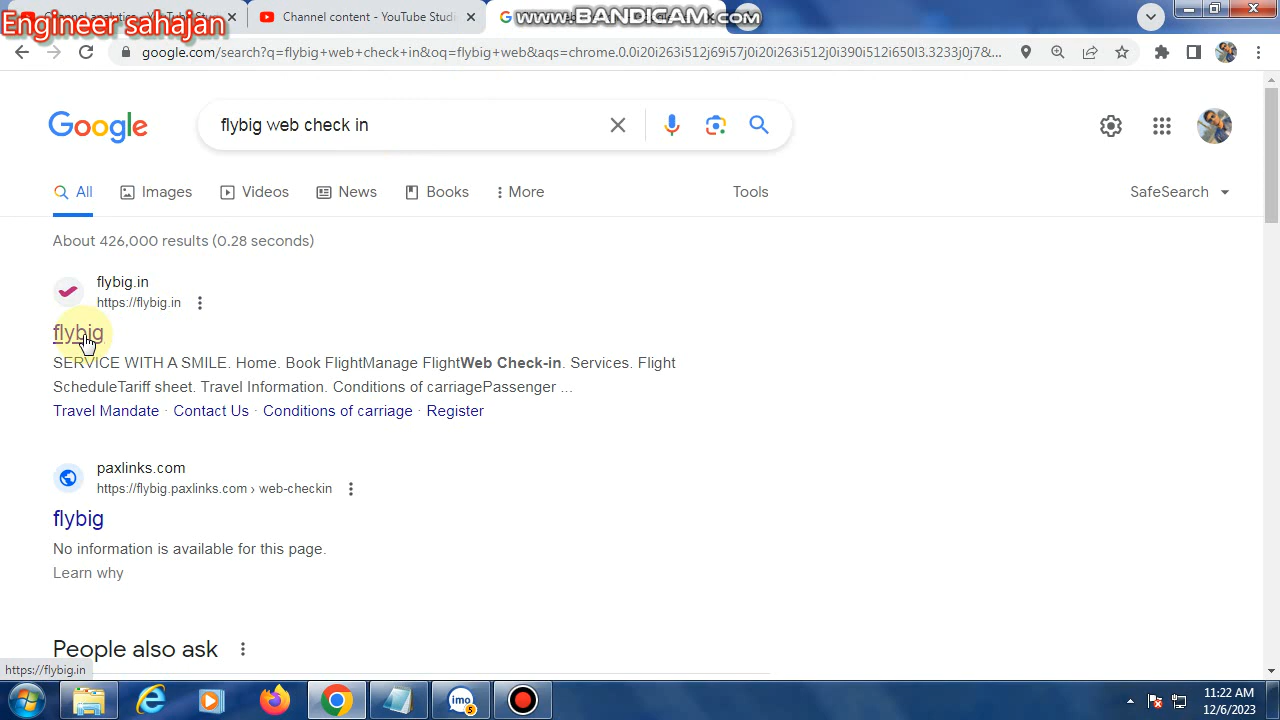 Engineer sahajan
Channel content - YouTube Studi
www.BANDICAM.com
google.com/search?q=flybig+web+check+in&oq=flybig+web&aqs=chrome.0.0i20i263i512j69i57j0i20i263i512j0i390i512i650l3.3233j0j7&...
Google
flybig web check in
All
Images
Videos
News
Books
More
Tools
SafeSearch
About 426,000 results (0.28 seconds)
flybig.in
https://flybig.in
flybig
SERVICE WITH A SMILE. Home. Book FlightManage FlightWeb Check-in. Services. Flight
ScheduleTariff sheet. Travel Information. Conditions of carriagePassenger ...
Travel Mandate · Contact Us · Conditions of carriage · Register
paxlinks.com
https://flybig.paxlinks.com › web-checkin
flybig
No information is available for this page.
Learn why
People also ask
https://flybig.in
imo
5
11:22 AM
12/6/2023